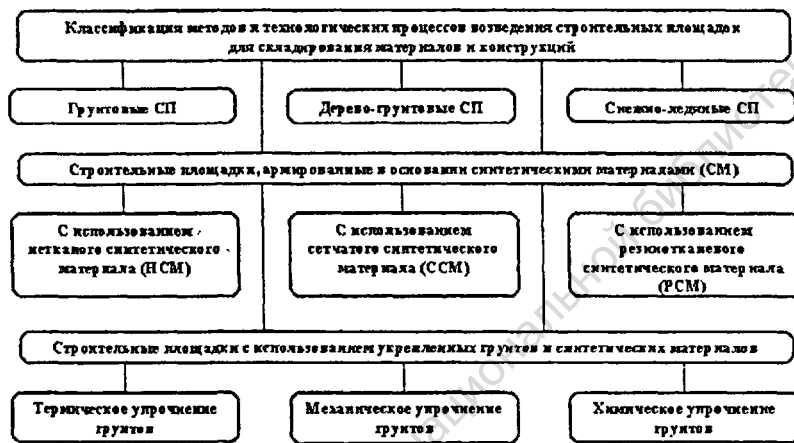 Классификация методов и технологических процессов возведения строительных площадок
для складирования материалов и конструкций
Грунтовые СП
Дерево-грунтовые СП
Снежно-ледяные СП
Строительные площадки, армированные в основании синтетическими материалами (СМ)
С использованием
нетканого синтетического
материала (НСМ)
С использованием
сетчатого синтетического
материала (ССМ)
С использованием
резинотканевого
синтетического материала
(РСМ)
Строительные площадки с использованием укрепленных грунтов и синтетических материалов
Термическое упрочнение
грунтов
Механическое упрочнение
грунтов
Химическое упрочнение
грунтов